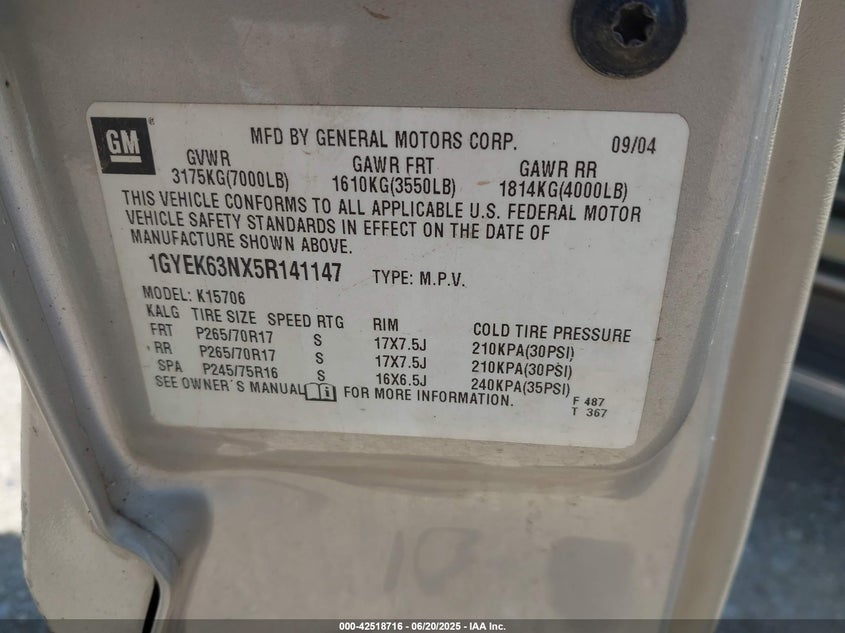 GM®
MFD BY GENERAL MOTORS CORP. 09/04
GVWR GAWR FRT GAWR RR
3175KG(7000LB) 1610KG(3550LB) 1814KG(4000LB)
THIS VEHICLE CONFORMS TO ALL APPLICABLE U.S. FEDERAL MOTOR
VEHICLE SAFETY STANDARDS IN EFFECT ON THE DATE OF
MANUFACTURE SHOWN ABOVE.
1GYEK63NX5R141147 TYPE: M.P.V.
MODEL: K15706
KALG TIRE SIZE SPEED RTG RIM COLD TIRE PRESSURE
FRT P265/70R17 S 17X7.5J 210KPA(30PSI)
RR P265/70R17 S 17X7.5J 210KPA(30PSI)
SPA P245/75R16 S 16X6.5J 240KPA(35PSI)
SEE OWNER'S MANUAL i FOR MORE INFORMATION.
F 487
T 367
10
000-42518716 - 06/20/2025 - IAA Inc.